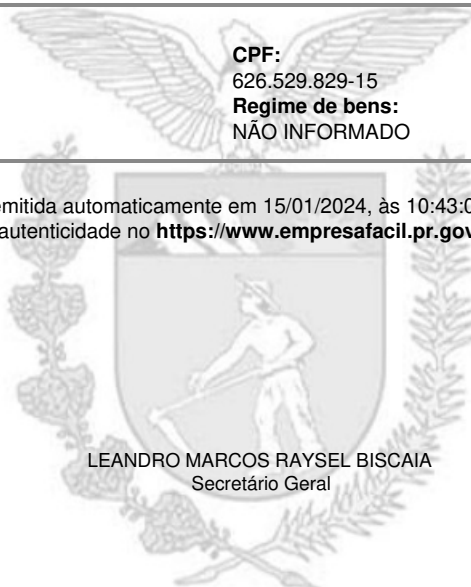 CPF:
626.529.829-15
Regime de bens:
NÃO INFORMADO
emitida automaticamente em 15/01/2024, às 10:43:0
autenticidade no https://www.empresafacil.pr.gov
LEANDRO MARCOS RAYSEL BISCAIA
Secretário Geral